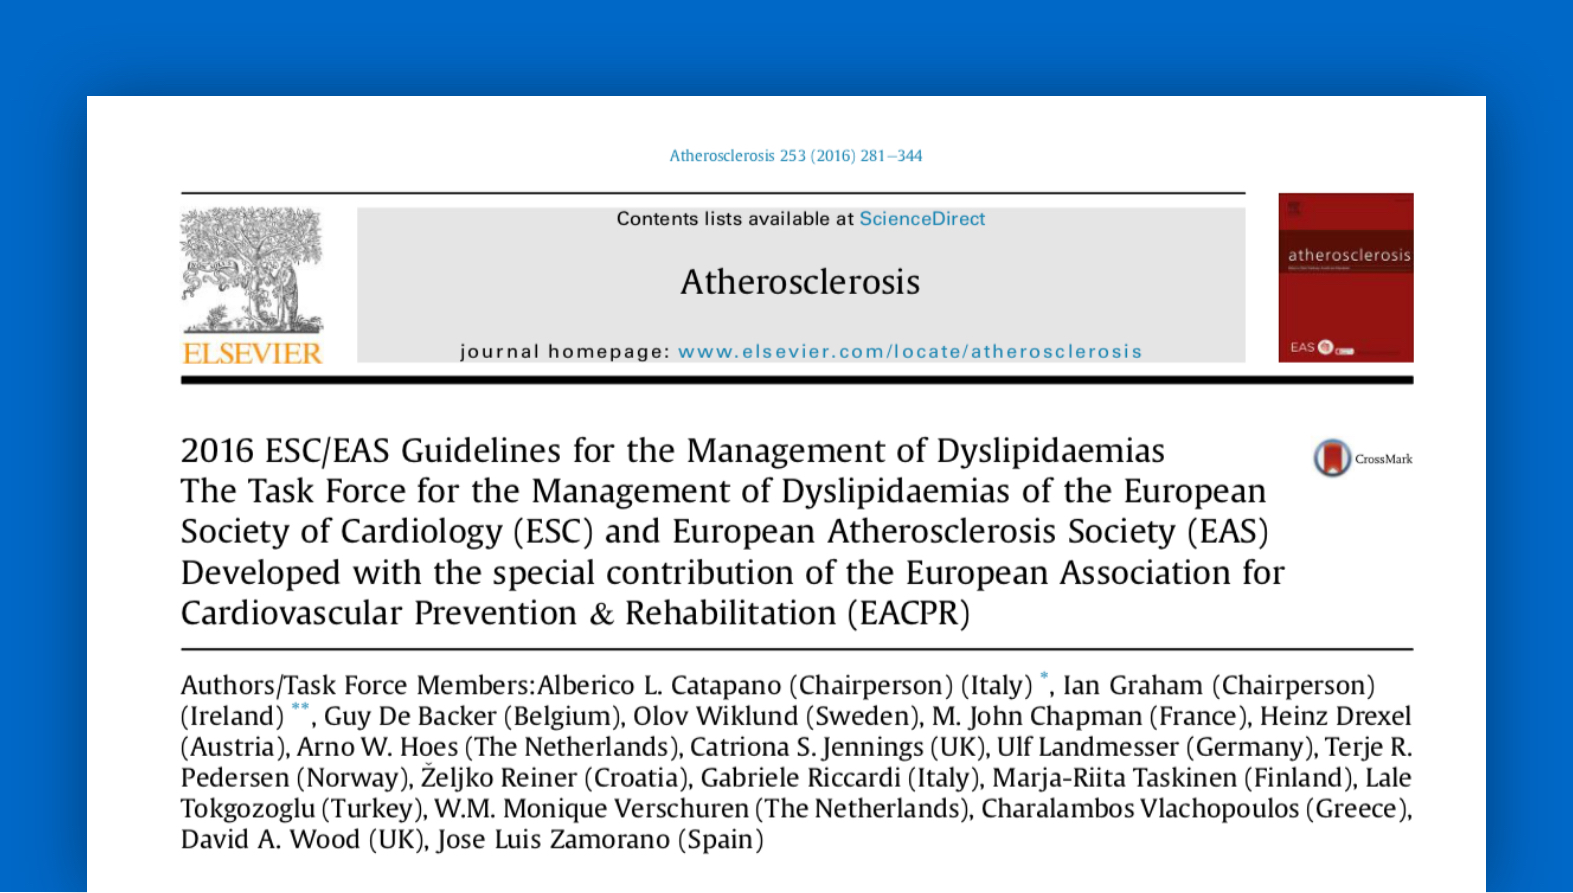 Atherosclerosis 253 (2016) 281–344
Contents lists available at ScienceDirect
Atherosclerosis
journal homepage: www.elsevier.com/locate/atherosclerosis
ELSEVIER
atherosclerosis
EAS
2016 ESC/EAS Guidelines for the Management of Dyslipidaemias
The Task Force for the Management of Dyslipidaemias of the European
Society of Cardiology (ESC) and European Atherosclerosis Society (EAS)
Developed with the special contribution of the European Association for
Cardiovascular Prevention & Rehabilitation (EACPR)
CrossMark
Authors/Task Force Members:Alberico L. Catapano (Chairperson) (Italy) *, Ian Graham (Chairperson)
(Ireland) **, Guy De Backer (Belgium), Olov Wiklund (Sweden), M. John Chapman (France), Heinz Drexel
(Austria), Arno W. Hoes (The Netherlands), Catriona S. Jennings (UK), Ulf Landmesser (Germany), Terje R.
Pedersen (Norway), Željko Reiner (Croatia), Gabriele Riccardi (Italy), Marja-Riita Taskinen (Finland), Lale
Tokgozoglu (Turkey), W.M. Monique Verschuren (The Netherlands), Charalambos Vlachopoulos (Greece),
David A. Wood (UK), Jose Luis Zamorano (Spain)